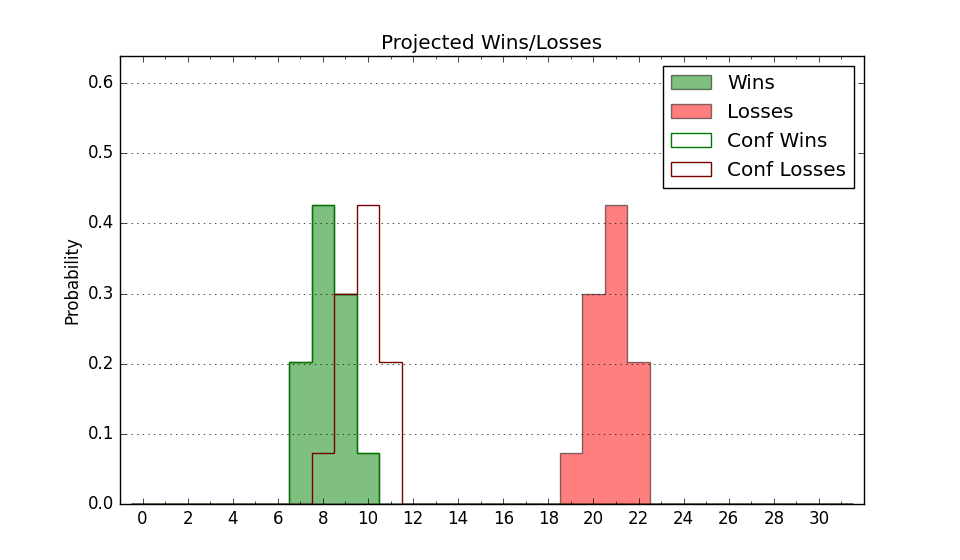 Projected Wins/Losses
Wins
Losses
Conf Wins
Conf Losses
Probability
0.6
0.5
0.4
0.3
0.2
0.1
0.0
0 2 4 6 8 10 12 14 16 18 20 22 24 26 28 30